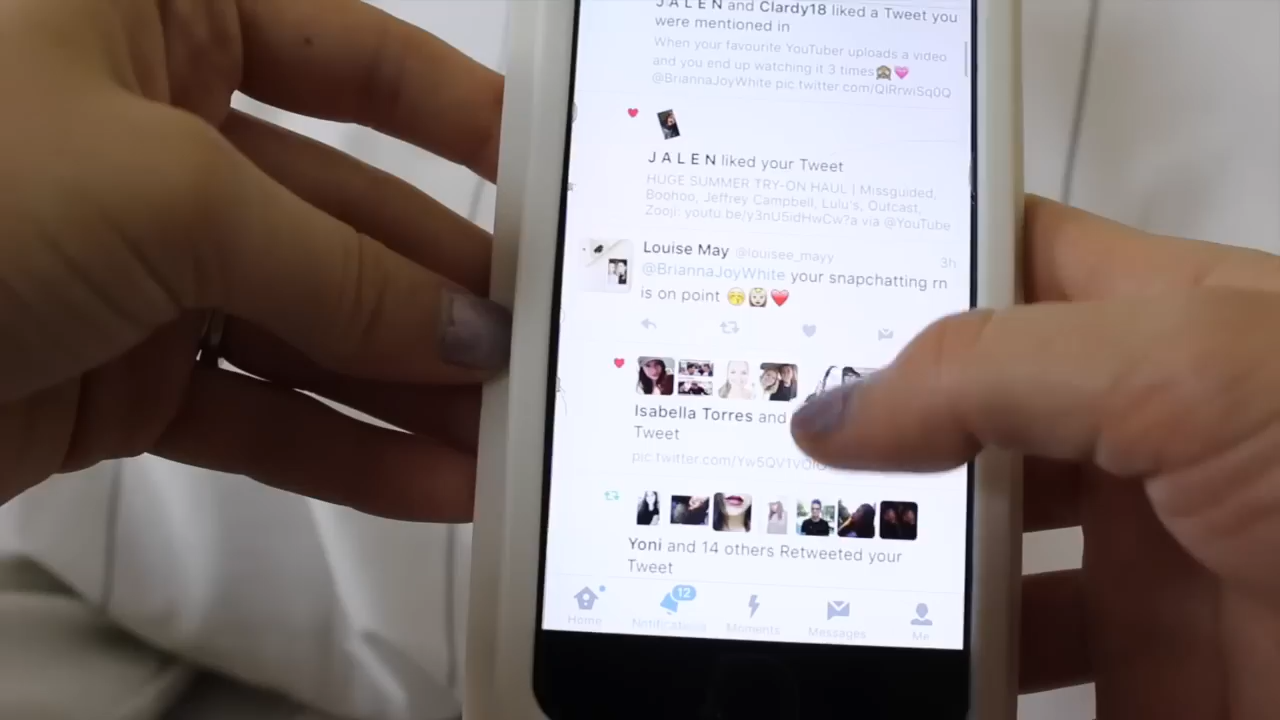 J A L E N and Clardy18 liked a Tweet you
were mentioned in
When your favourite YouTuber uploads a video
and you end up watching it 3 times🙈💗
@BriannaJoyWhite pic.twitter.com/QIRrwiSq0Q
J A L E N liked your Tweet
HUGE SUMMER TRY-ON HAUL | Missguided,
Boohoo, Jeffrey Campbell, Lulu's, Outcast,
Zooji: youtu.be/y3nU5idHwCw?a via @YouTube
Louise May @louisee_mayy 3h
@BriannaJoyWhite your snapchatting rn
is on point
Isabella Torres and
Tweet
Yoni and 14 others Retweeted your
Tweet
12
Home Notifications Moments Messages Me